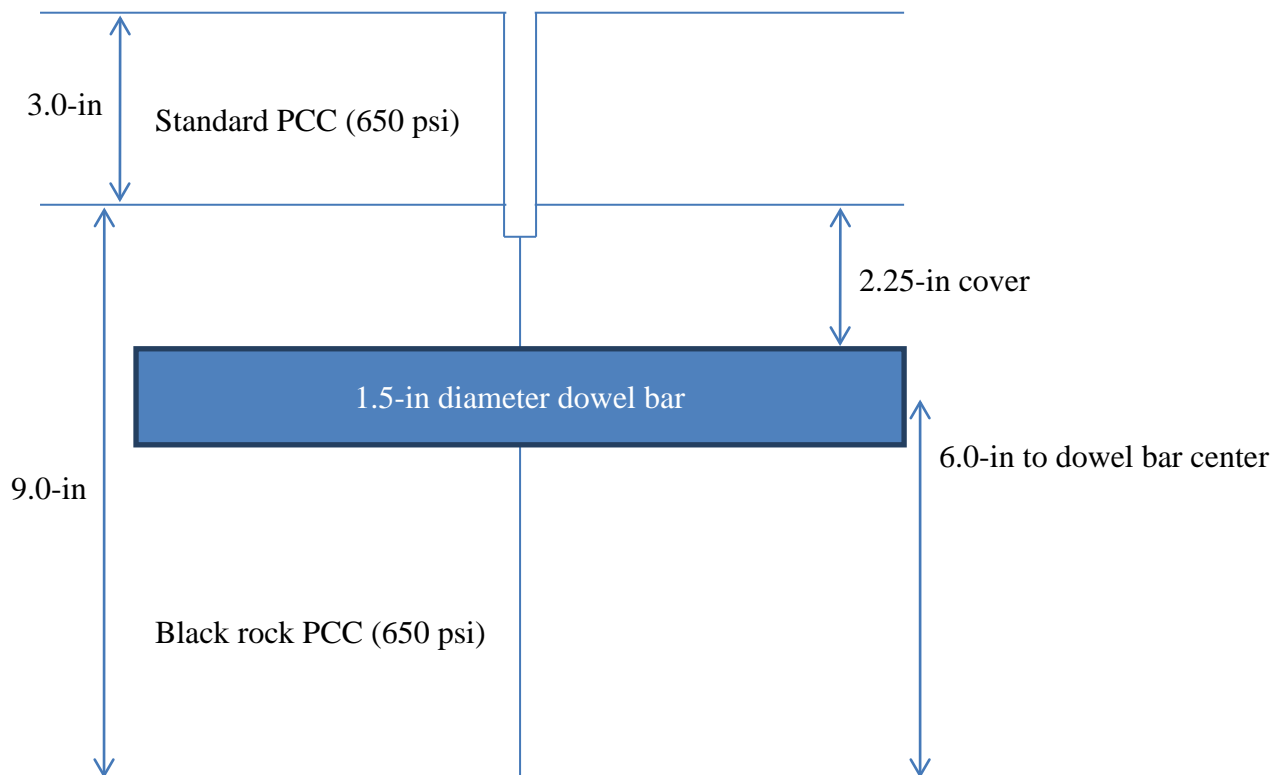 3.0-in
Standard PCC (650 psi)
2.25-in cover
1.5-in diameter dowel bar
6.0-in to dowel bar center
9.0-in
Black rock PCC (650 psi)